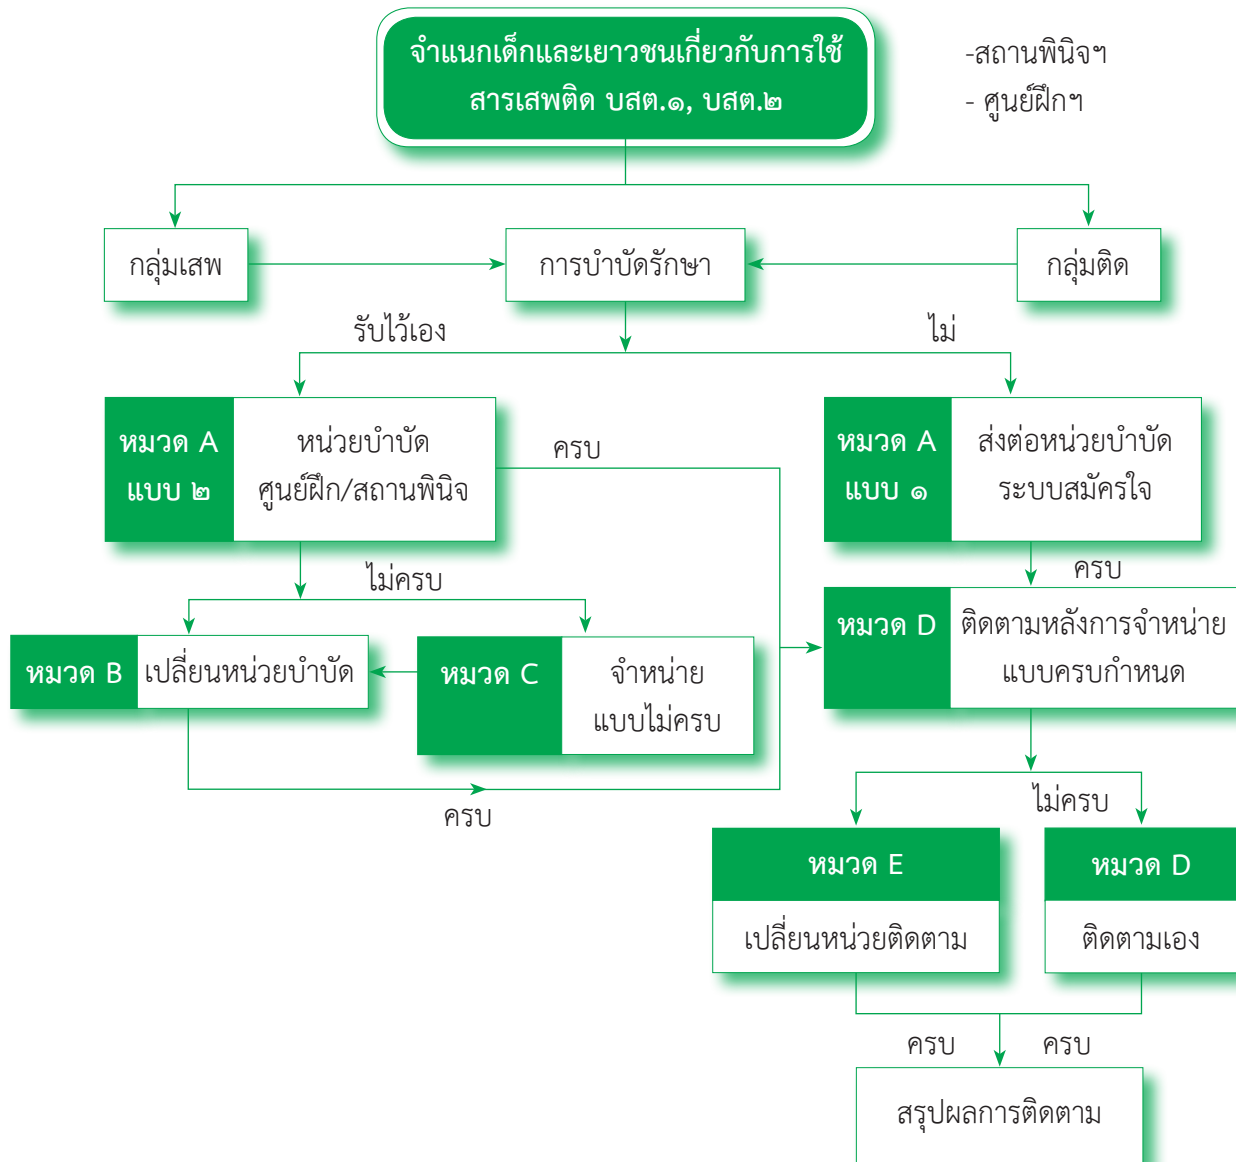 จำแนกเด็กและเยาวชนเกี่ยวกับการใช้
สารเสพติด บสต.๑, บสต.๒
-สถานพินิจฯ
- ศูนย์ฝึกฯ
กลุ่มเสพ
การบำบัดรักษา
กลุ่มติด
รับไว้เอง
ไม่
หมวด A
แบบ ๒
หน่วยบำบัด
ศูนย์ฝึก/สถานพินิจ
ครบ
หมวด A
แบบ ๑
ส่งต่อหน่วยบำบัด
ระบบสมัครใจ
ไม่ครบ
ครบ
หมวด B
เปลี่ยนหน่วยบำบัด
หมวด C
จำหน่าย
แบบไม่ครบ
หมวด D
ติดตามหลังการจำหน่าย
แบบครบกำหนด
ครบ
ไม่ครบ
หมวด E
เปลี่ยนหน่วยติดตาม
หมวด D
ติดตามเอง
ครบ
ครบ
สรุปผลการติดตาม